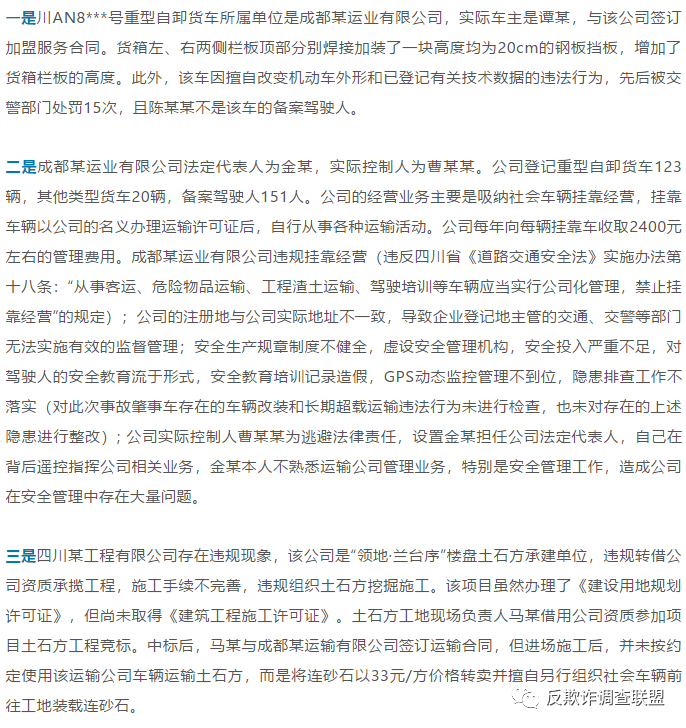 一是川AN8***号重型自卸货车所属单位是成都某运业有限公司，实际车主是谭某，与该公司签订
加盟服务合同。货箱左、右两侧栏板顶部分别焊接加装了一块高度均为20cm的钢板挡板，增加了
货箱栏板的高度。此外，该车因擅自改变机动车外形和已登记有关技术数据的违法行为，先后被交
警部门处罚15次，且陈某某不是该车的备案驾驶人。
二是成都某运业有限公司法定代表人为金某，实际控制人为曹某某。公司登记重型自卸货车123
辆，其他类型货车20辆，备案驾驶人151人。公司的经营业务主要是吸纳社会车辆挂靠经营，挂靠
车辆以公司的名义办理运输许可证后，自行从事各种运输活动。公司每年向每辆挂靠车收取2400元
左右的管理费用。成都某运业有限公司违规挂靠经营（违反四川省《道路交通安全法》实施办法第
十八条：“从事客运、危险物品运输、工程渣土运输、驾驶培训等车辆应当实行公司化管理，禁止挂
靠经营”的规定）；公司的注册地与公司实际地址不一致，导致企业登记地主管的交通、交警等部门
无法实施有效的监督管理；安全生产规章制度不健全，虚设安全管理机构，安全投入严重不足，对
驾驶人的安全教育流于形式，安全教育培训记录造假，GPS动态监控管理不到位，隐患排查工作不
落实（对此次事故肇事车存在的车辆改装和长期超载运输违法行为未进行检查，也未对存在的上述
隐患进行整改）；公司实际控制人曹某某为逃避法律责任，设置金某担任公司法定代表人，自己在
背后遥控指挥公司相关业务，金某本人不熟悉运输公司管理业务，特别是安全管理工作，造成公司
在安全管理中存在大量问题。
三是四川某工程有限公司存在违规现象，该公司是“领地·兰台序”楼盘土石方承建单位，违规转借公
司资质承揽工程，施工手续不完善，违规组织土石方挖掘施工。该项目虽然办理了《建设用地规划
许可证》，但尚未取得《建筑工程施工许可证》。土石方工地现场负责人马某借用公司资质参加项
目土石方工程竞标。中标后，马某与成都某运输有限公司签订运输合同，但进场施工后，并未按约
定使用该运输公司车辆运输土石方，而是将连砂石以33元/方价格转卖并擅自另行组织社会车辆前
往工地装载连砂石。
反欺诈调查联盟